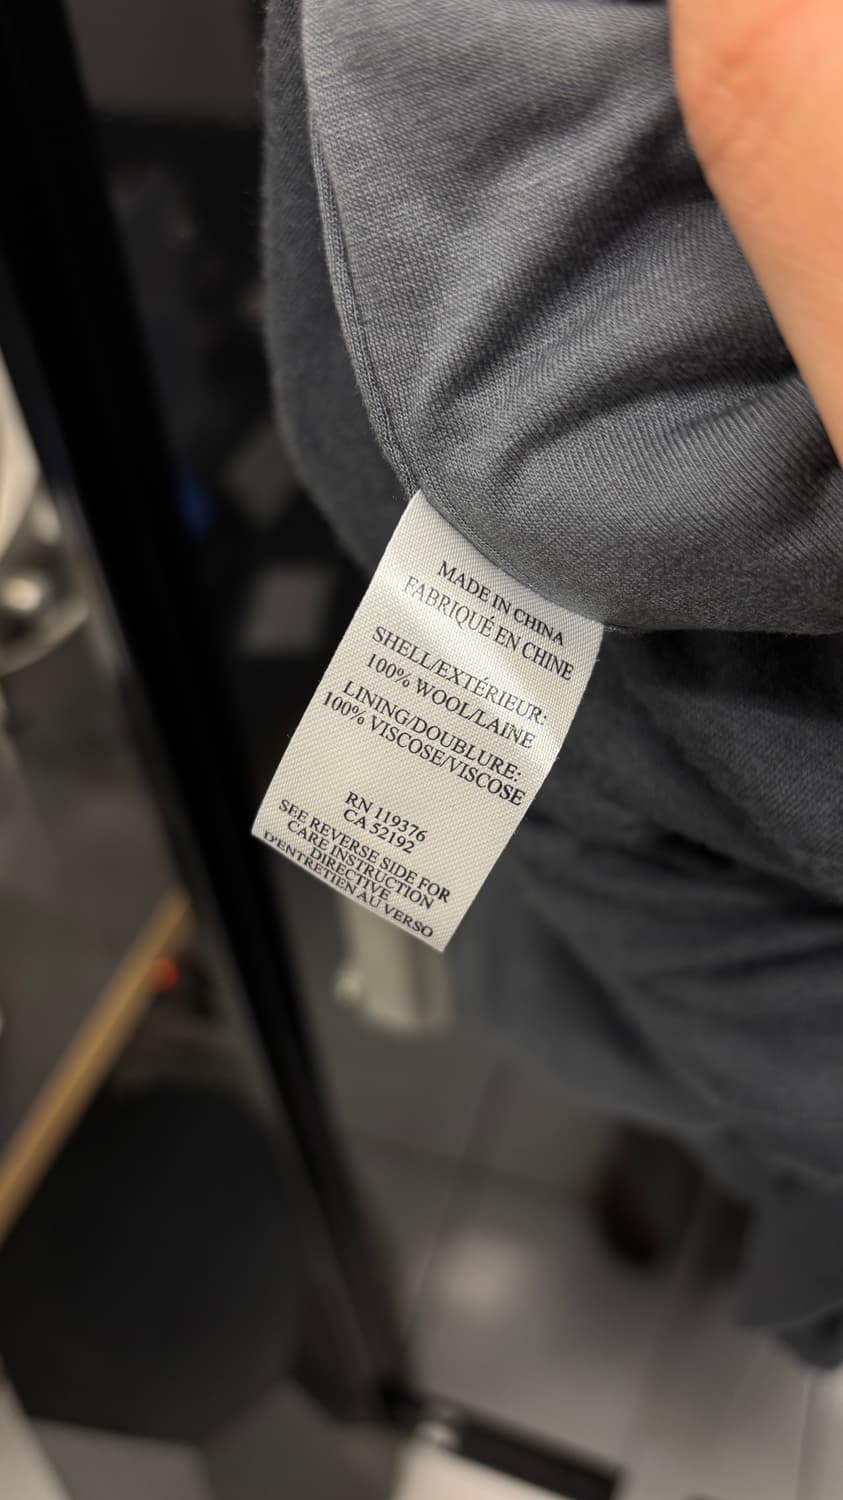 MADE IN CHINA
FABRIQUÉ EN CHINE
SHELL/EXTÉRIEUR:
100% WOOL/LAINE
LINING/DOUBLURE:
100% VISCOSE/VISCOSE
RN 119376
CA 52192
SEE REVERSE SIDE FOR
CARE INSTRUCTION
DIRECTIVE
D'ENTRETIEN AU VERSO